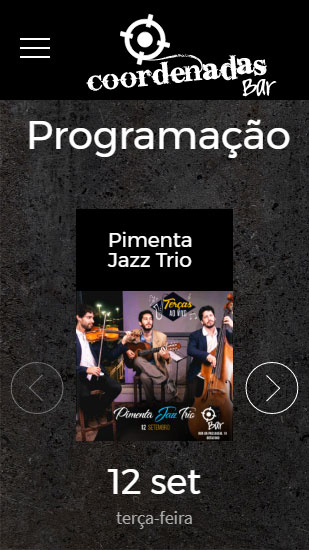 coordenadas
Bar
Programação
Pimenta
Jazz Trio
Terças
AO VIVO
Pimenta Jazz Trio
12 SETEMBRO
Bar
12 set
terça-feira